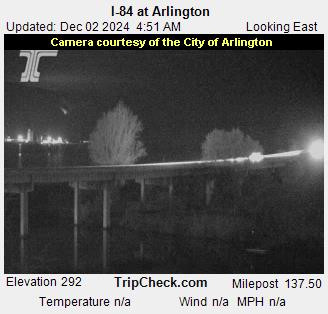 I-84 at Arlington
Updated: Dec 02 2024 4:51 AM Looking East
Camera courtesy of the City of Arlington
Elevation 292 TripCheck.com Milepost 137.50
Temperature n/a Wind n/a MPH n/a